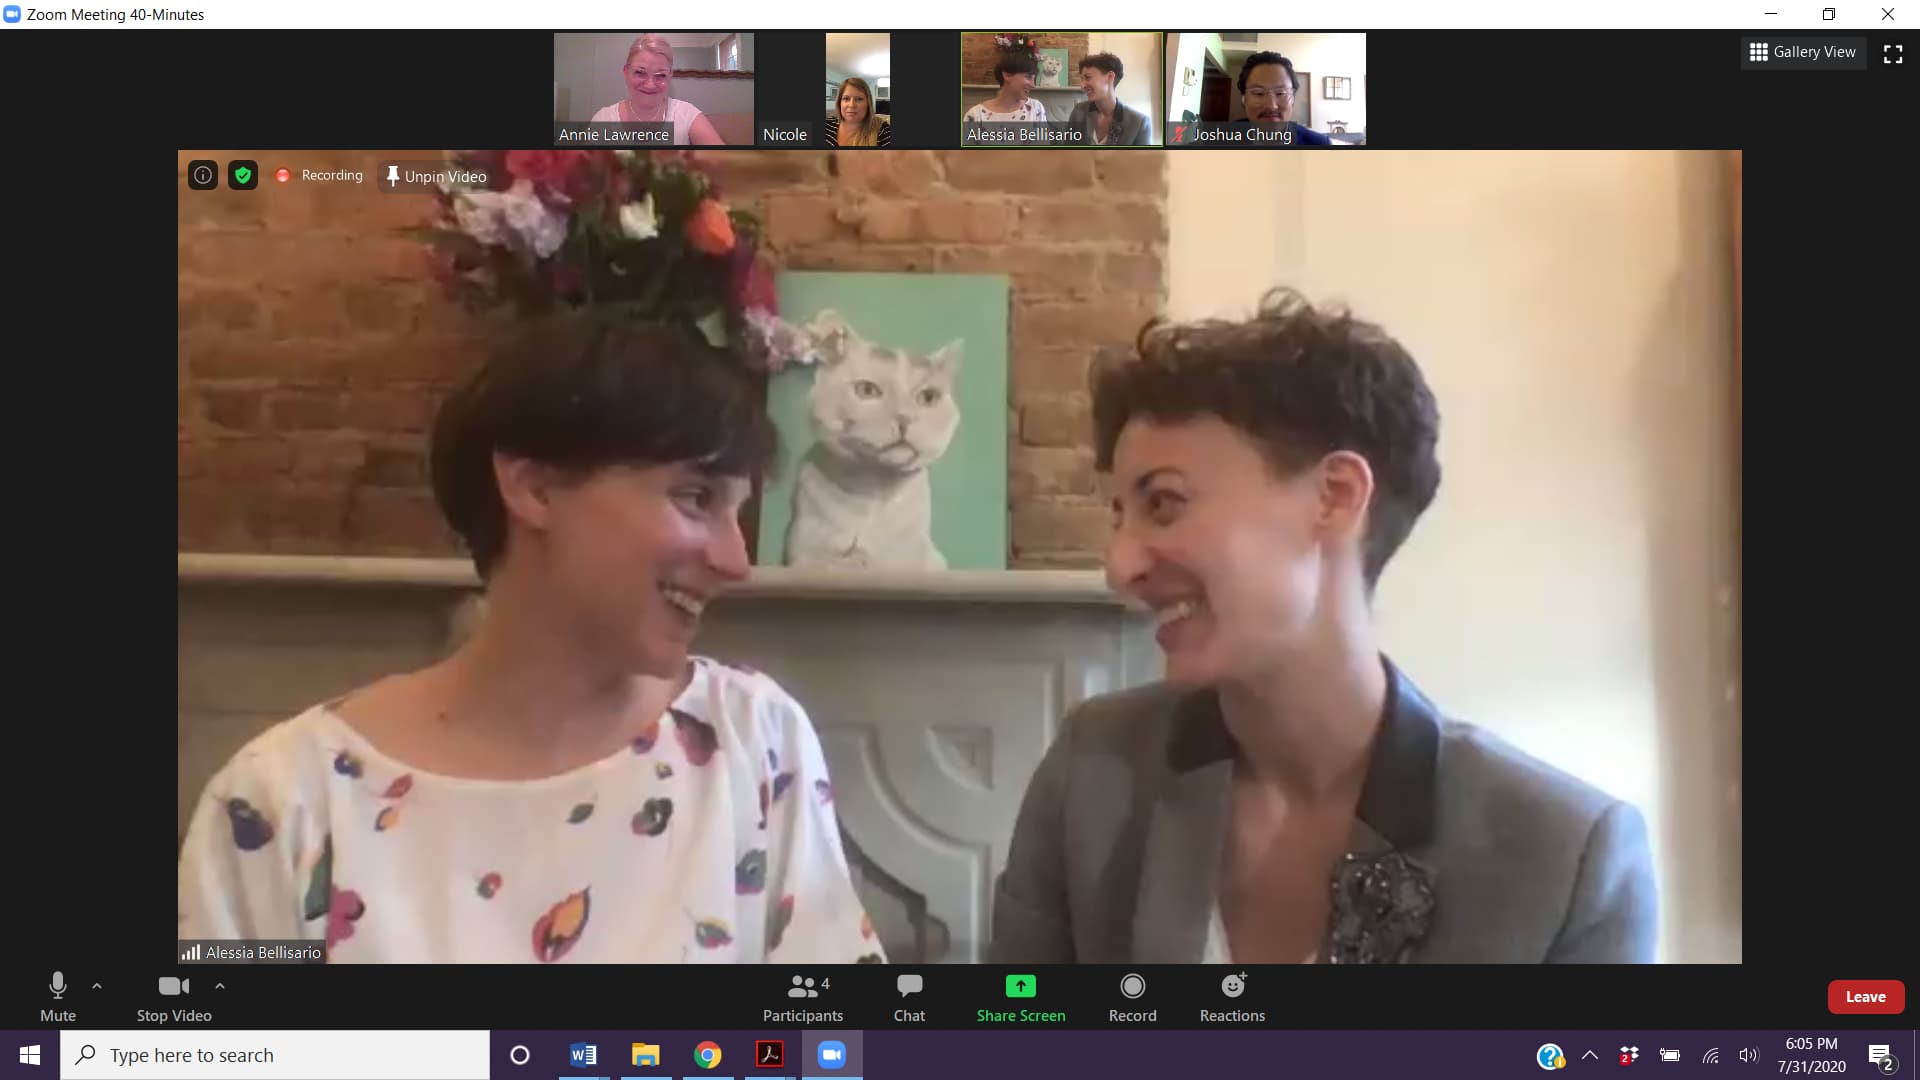 Zoom Meeting 40-Minutes
Gallery View
Annie Lawrence
Nicole
Alessia Bellisario
Joshua Chung
Recording
Unpin Video
Alessia Bellisario
Mute
Stop Video
4
Participants
Chat
Share Screen
Record
Reactions
Leave
Type here to search
6:05 PM
7/31/2020
2
2